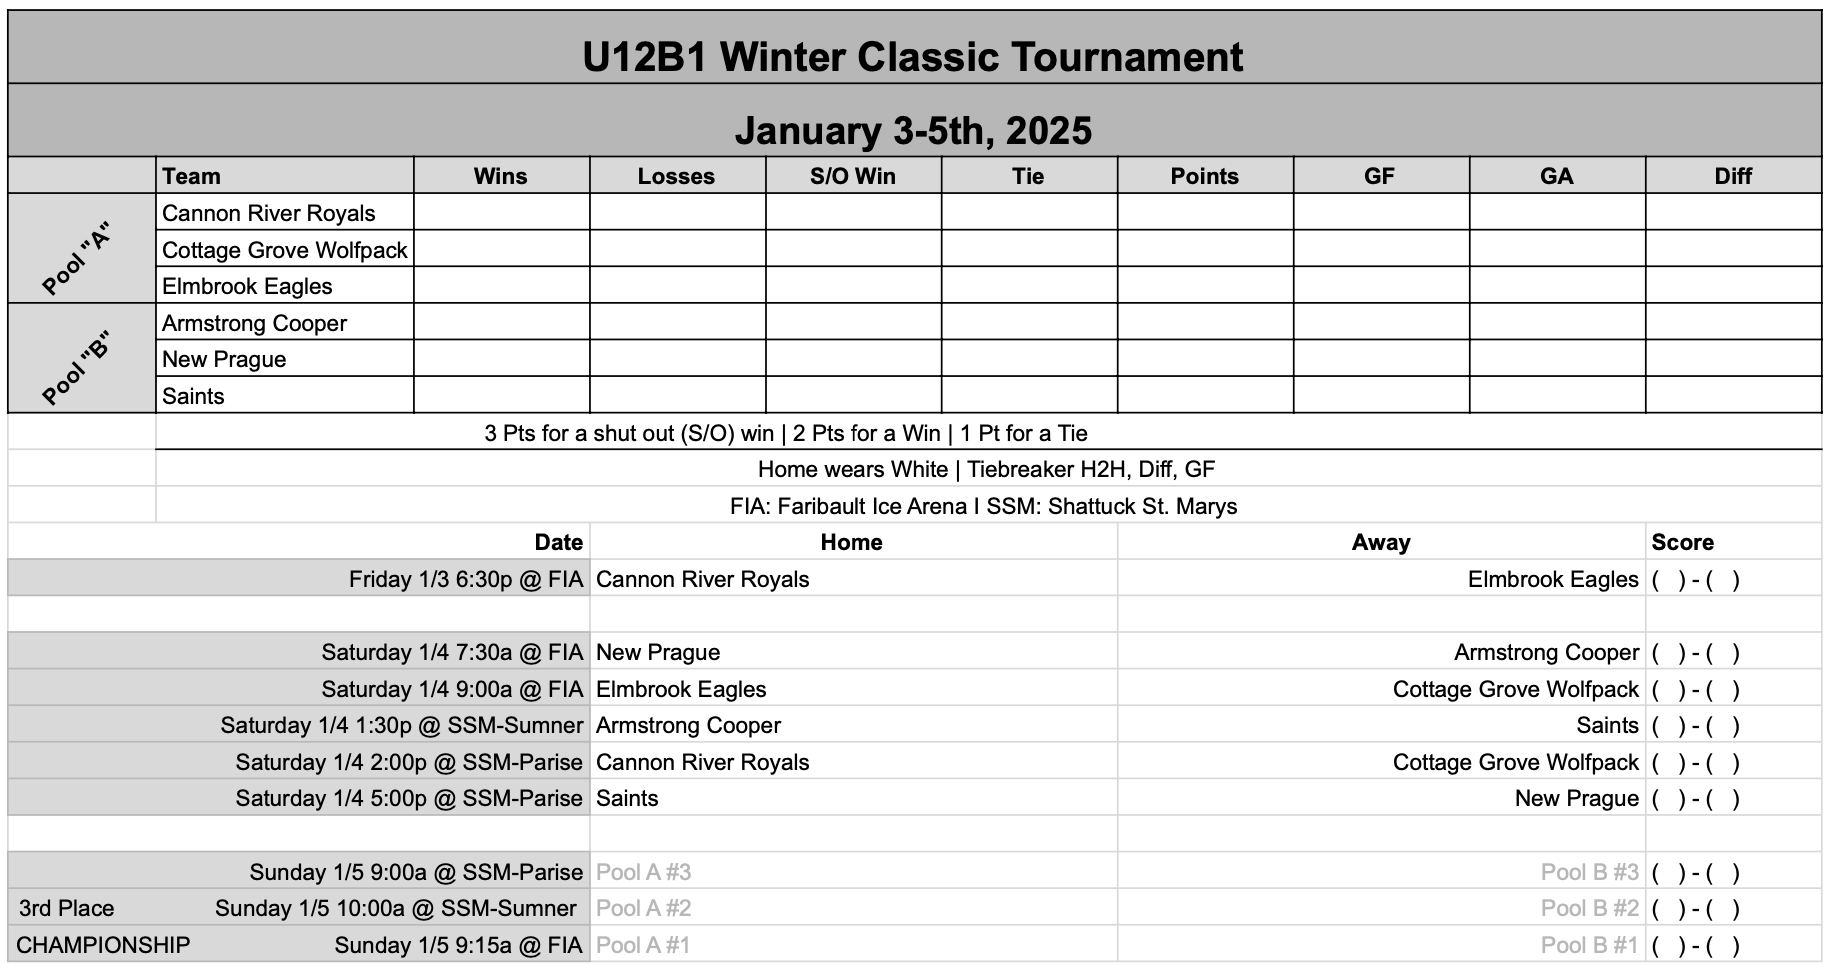 U12B1 Winter Classic Tournament
January 3-5th, 2025
Team Wins Losses S/O Win Tie Points GF GA Diff
Pool "A"
Cannon River Royals
Cottage Grove Wolfpack
Elmbrook Eagles
Pool "B"
Armstrong Cooper
New Prague
Saints
3 Pts for a shut out (S/O) win | 2 Pts for a Win | 1 Pt for a Tie
Home wears White | Tiebreaker H2H, Diff, GF
FIA: Faribault Ice Arena I SSM: Shattuck St. Marys
Date Home Away Score
Friday 1/3 6:30p @ FIA Cannon River Royals Elmbrook Eagles ( ) - ( )
Saturday 1/4 7:30a @ FIA New Prague Armstrong Cooper ( ) - ( )
Saturday 1/4 9:00a @ FIA Elmbrook Eagles Cottage Grove Wolfpack ( ) - ( )
Saturday 1/4 1:30p @ SSM-Sumner Armstrong Cooper Saints ( ) - ( )
Saturday 1/4 2:00p @ SSM-Parise Cannon River Royals Cottage Grove Wolfpack ( ) - ( )
Saturday 1/4 5:00p @ SSM-Parise Saints New Prague ( ) - ( )
Sunday 1/5 9:00a @ SSM-Parise Pool A #3 Pool B #3 ( ) - ( )
3rd Place Sunday 1/5 10:00a @ SSM-Sumner Pool A #2 Pool B #2 ( ) - ( )
CHAMPIONSHIP Sunday 1/5 9:15a @ FIA Pool A #1 Pool B #1 ( ) - ( )